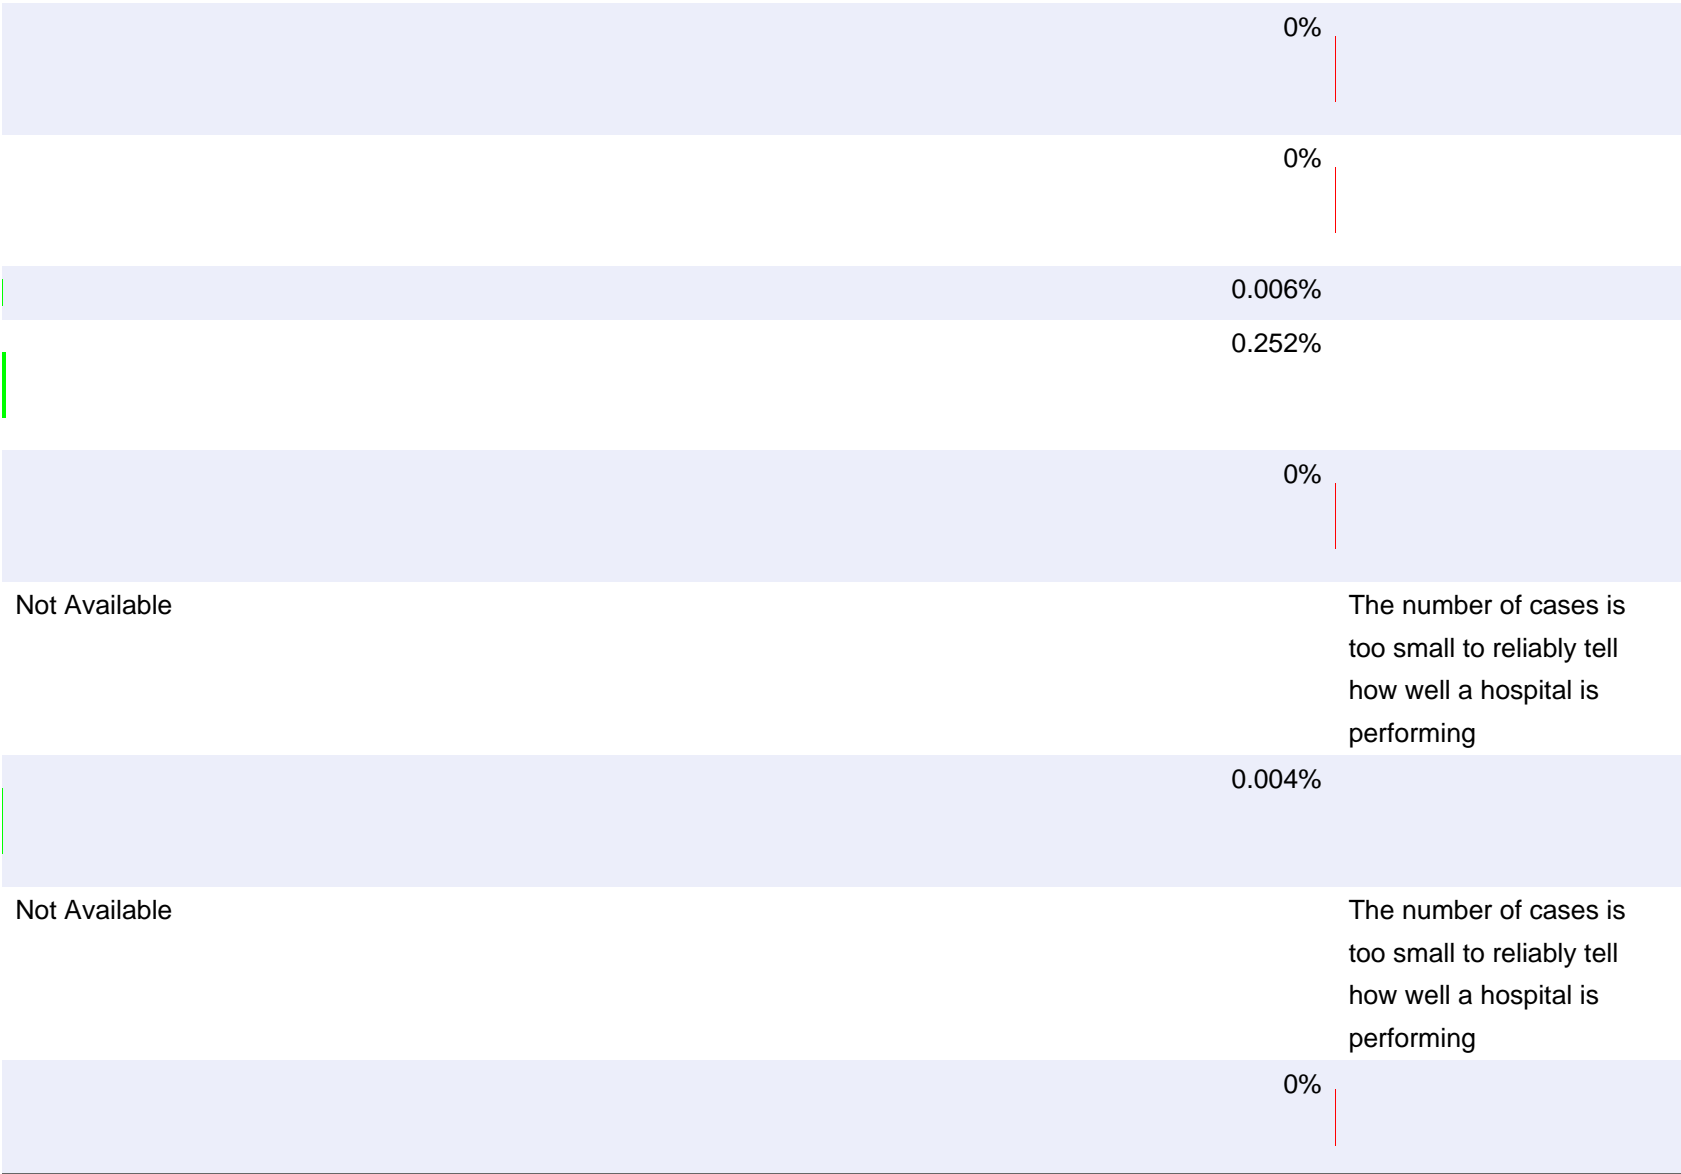 0%
0%
0.006%
0.252%
0%
Not Available
The number of cases is
too small to reliably tell
how well a hospital is
performing
0.004%
Not Available
The number of cases is
too small to reliably tell
how well a hospital is
performing
0%